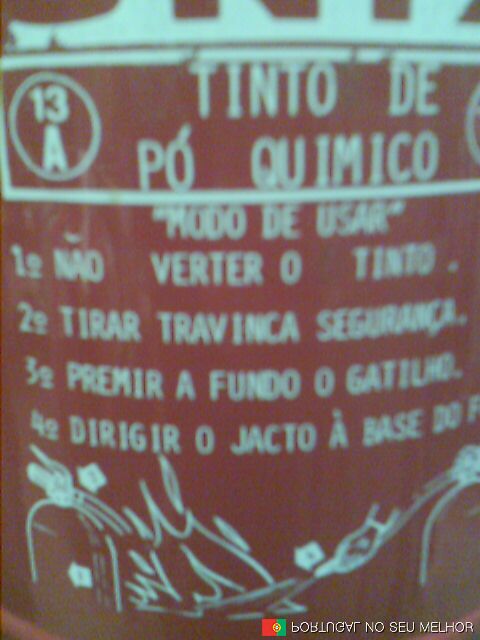 13
A
TINTO DE
PÓ QUIMICO
"MODO DE USAR"
1º NÃO VERTER O TINTO.
2º TIRAR TRAVINCA SEGURANÇA.
3º PREMIR A FUNDO O GATILHO.
4º DIRIGIR O JACTO À BASE DO F
PORTUGAL NO SEU MELHOR